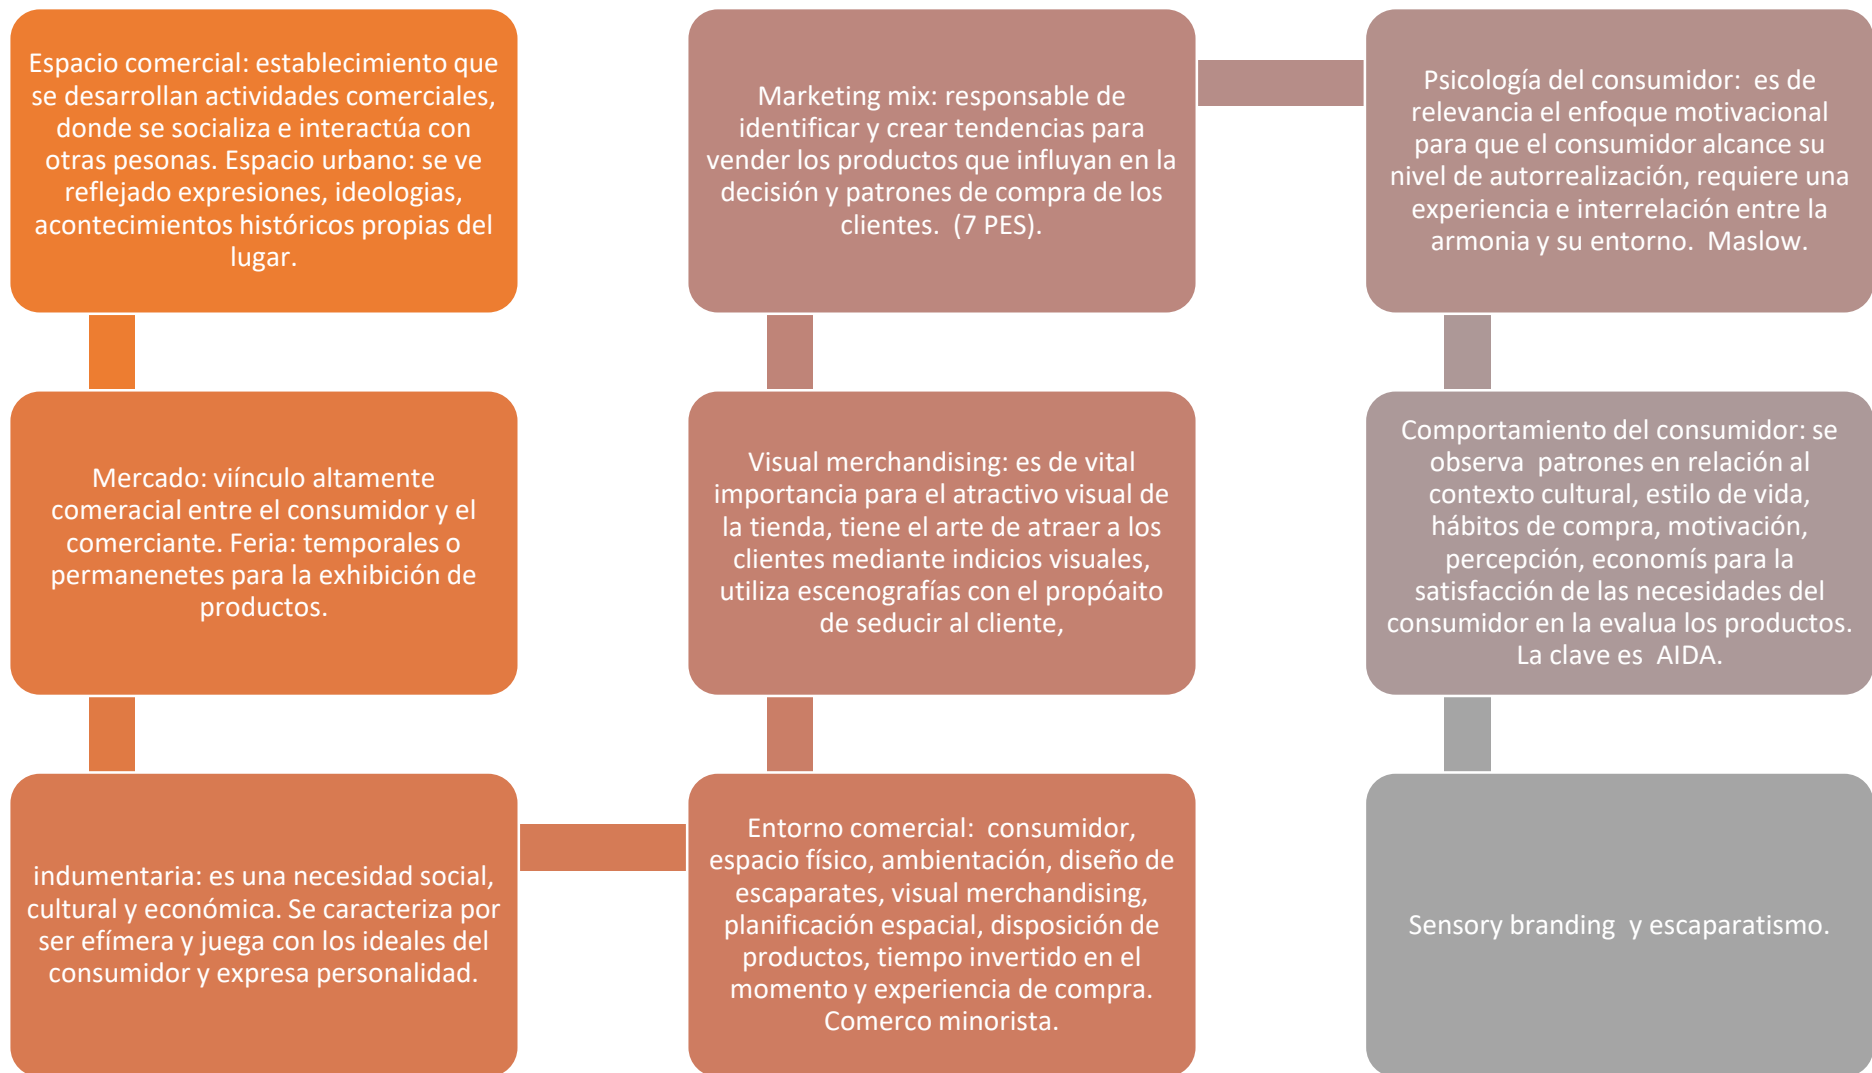 Espacio comercial: establecimiento que
se desarrollan actividades comerciales,
donde se socializa e interactúa con
otras pesonas. Espacio urbano: se ve
reflejado expresiones, ideologias,
acontecimientos históricos propias del
lugar.
Mercado: viínculo altamente
comeracial entre el consumidor y el
comerciante. Feria: temporales o
permanenetes para la exhibición de
productos.
indumentaria: es una necesidad social,
cultural y económica. Se caracteriza por
ser efímera y juega con los ideales del
consumidor y expresa personalidad.
Entorno comercial: consumidor,
espacio físico, ambientación, diseño de
escaparates, visual merchandising,
planificación espacial, disposición de
productos, tiempo invertido en el
momento y experiencia de compra.
Comerco minorista.
Visual merchandising: es de vital
importancia para el atractivo visual de
la tienda, tiene el arte de atraer a los
clientes mediante indicios visuales,
utiliza escenografías con el propóaito
de seducir al cliente,
Marketing mix: responsable de
identificar y crear tendencias para
vender los productos que influyan en la
decisión y patrones de compra de los
clientes. (7 PES).
Psicología del consumidor: es de
relevancia el enfoque motivacional
para que el consumidor alcance su
nivel de autorrealización, requiere una
experiencia e interrelación entre la
armonia y su entorno. Maslow.
Comportamiento del consumidor: se
observa patrones en relación al
contexto cultural, estilo de vida,
hábitos de compra, motivación,
percepción, economís para la
satisfacción de las necesidades del
consumidor en la evalua los productos.
La clave es AIDA.
Sensory branding y escaparatismo.